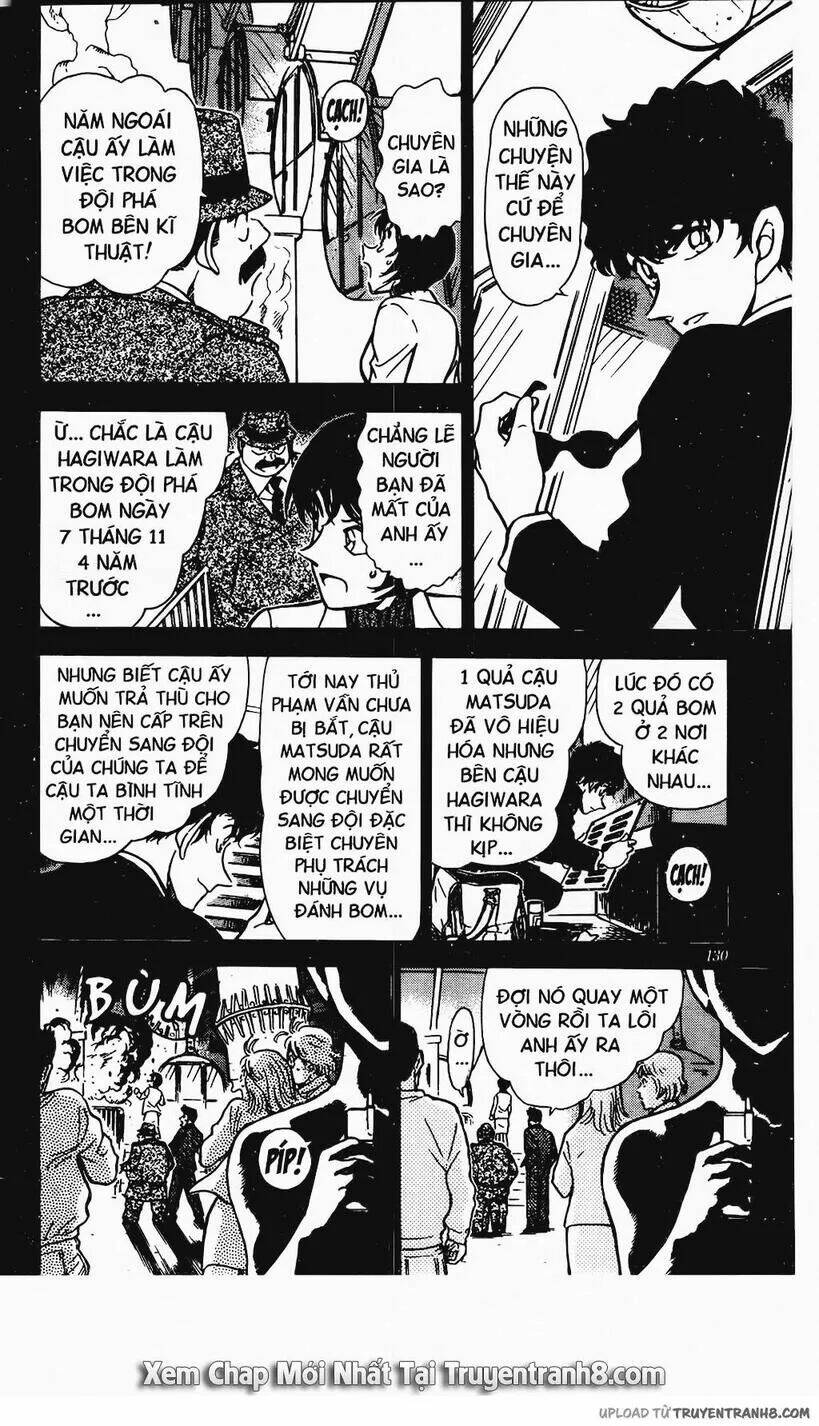 NHỮNG
CHUYỆN
THẾ NÀY
CỨ ĐỂ
CHUYÊN
GIA...
CHUYÊN
GIA LÀ
SAO?
CẠCH!
NĂM NGOÁI
CẬU ẤY LÀM
VIỆC TRONG
ĐỘI PHÁ
BOM BÊN KĨ
THUẬT!
CHẲNG LẼ
NGƯỜI
BẠN ĐÃ
MẤT CỦA
ANH ẤY
...
Ừ... CHẮC LÀ CẬU
HAGIWARA LÀM
TRONG ĐỘI PHÁ
BOM NGÀY
7 THÁNG 11
4 NĂM
TRƯỚC
...
LÚC ĐÓ CÓ
2 QUẢ BOM
Ở 2 NƠI
KHÁC
NHAU...
1 QUẢ CẬU
MATSUDA
ĐÃ VÔ HIỆU
HÓA NHƯNG
BÊN CẬU
HAGIWARA
THÌ KHÔNG
KỊP...
CẠCH!
TỚI NAY THỦ
PHẠM VẪN CHƯA
BỊ BẮT, CẬU
MATSUDA RẤT
MONG MUỐN
ĐƯỢC CHUYỂN
SANG ĐỘI ĐẶC
BIỆT CHUYÊN
PHỤ TRÁCH
NHỮNG VỤ
ĐÁNH BOM...
NHƯNG BIẾT CẬU ẤY
MUỐN TRẢ THÙ CHO
BẠN NÊN CẤP TRÊN
CHUYỂN SANG ĐỘI
CỦA CHÚNG TA ĐỂ
CẬU TA BÌNH TĨNH
MỘT THỜI
GIAN...
130
ĐỢI NÓ QUAY MỘT
VÒNG RỒI TA LÔI
ANH ẤY RA
THÔI...
Ờ
...
BÙM
PÍP!
Xem Chap Mới Nhất Tại Truyentranh8.com
UPLOAD TỪ TRUYENTRANH8.COM